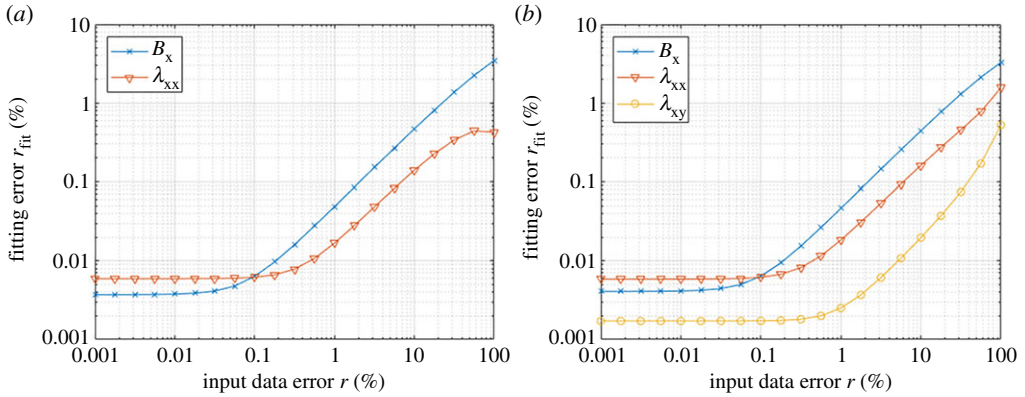 (a)
10
1
0.1
0.01
0.001
fitting error r_fit (%)
B_x
λ_xx
0.001 0.01 0.1 1 10 100
input data error r (%)
(b)
10
1
0.1
0.01
0.001
fitting error r_fit (%)
B_x
λ_xx
λ_xy
0.001 0.01 0.1 1 10 100
input data error r (%)